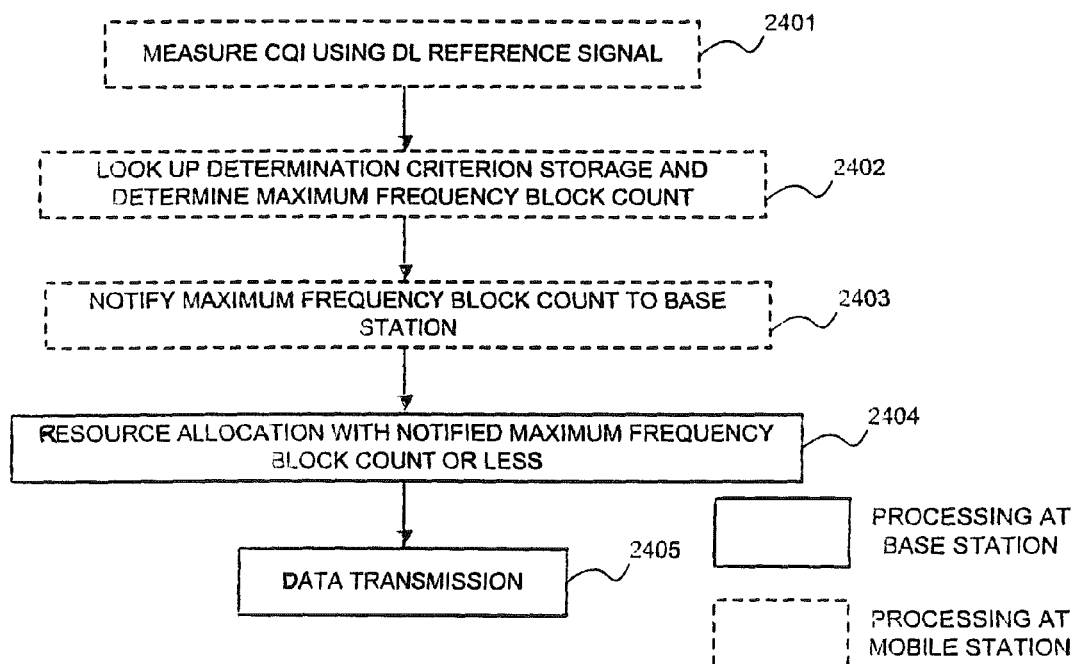 2401
MEASURE CQI USING DL REFERENCE SIGNAL
LOOK UP DETERMINATION CRITERION STORAGE AND
DETERMINE MAXIMUM FREQUENCY BLOCK COUNT
2402
NOTIFY MAXIMUM FREQUENCY BLOCK COUNT TO BASE
STATION
2403
RESOURCE ALLOCATION WITH NOTIFIED MAXIMUM FREQUENCY
BLOCK COUNT OR LESS
2404
DATA TRANSMISSION
2405
PROCESSING AT
BASE STATION
PROCESSING AT
MOBILE STATION